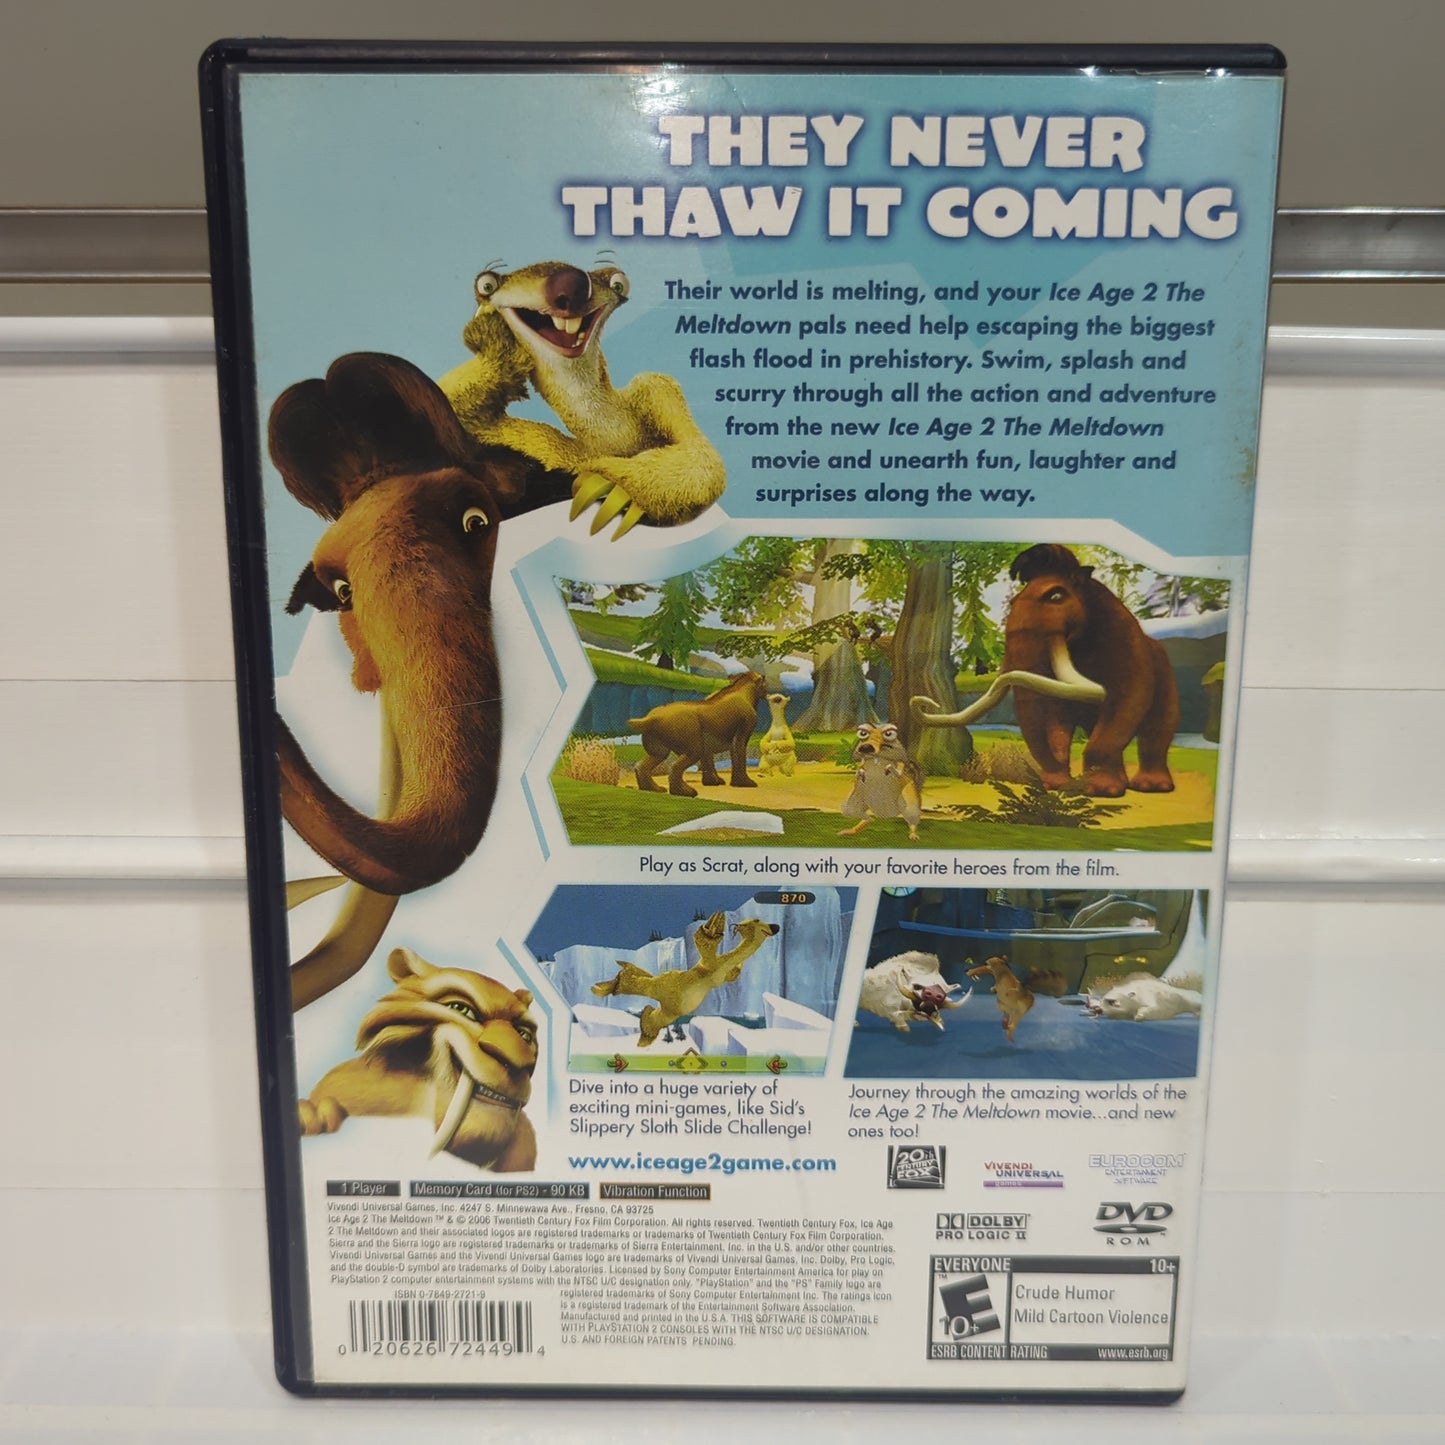 THEY NEVER
THAW IT COMING
Their world is melting, and your Ice Age 2 The
Meltdown pals need help escaping the biggest
flash flood in prehistory. Swim, splash and
scurry through all the action and adventure
from the new Ice Age 2 The Meltdown
movie and unearth fun, laughter and
surprises along the way.
Play as Scrat, along with your favorite heroes from the film.
870
Dive into a huge variety of
exciting mini-games, like Sid's
Slippery Sloth Slide Challenge!
Journey through the amazing worlds of the
Ice Age 2 The Meltdown movie...and new
ones too!
www.iceage2game.com
20th
CENTURY
FOX
VIVENDI
UNIVERSAL
games
EUROCOM
ENTERTAINMENT
SOFTWARE
1 Player
Memory Card (for PS2) - 90 KB
Vibration Function
Vivendi Universal Games, Inc. 4247 S. Minnewawa Ave., Fresno, CA 93725
Ice Age 2 The Meltdown ™ & © 2006 Twentieth Century Fox Film Corporation. All rights reserved. Twentieth Century Fox, Ice Age
2 The Meltdown and their associated logos are registered trademarks or trademarks of Twentieth Century Fox Film Corporation.
Sierra and the Sierra logo are registered trademarks or trademarks of Sierra Entertainment, Inc. in the U.S. and/or other countries.
Vivendi Universal Games and the Vivendi Universal Games logo are trademarks of Vivendi Universal Games, Inc. Dolby, Pro Logic,
and the double-D symbol are trademarks of Dolby Laboratories. Licensed by Sony Computer Entertainment America for play on
PlayStation 2 computer entertainment systems with the NTSC U/C designation only. "PlayStation" and the "PS" Family logo are
registered trademarks of Sony Computer Entertainment Inc. The ratings icon
is a registered trademark of the Entertainment Software Association.
Manufactured and printed in the U.S.A. THIS SOFTWARE IS COMPATIBLE
WITH PLAYSTATION 2 CONSOLES WITH THE NTSC U/C DESIGNATION.
U.S. AND FOREIGN PATENTS PENDING.
ISBN 0-7849-2721-9
0 20626 72449 4
DOLBY
PRO LOGIC II
DVD
ROM
EVERYONE 10+
E
10+
Crude Humor
Mild Cartoon Violence
ESRB CONTENT RATING www.esrb.org